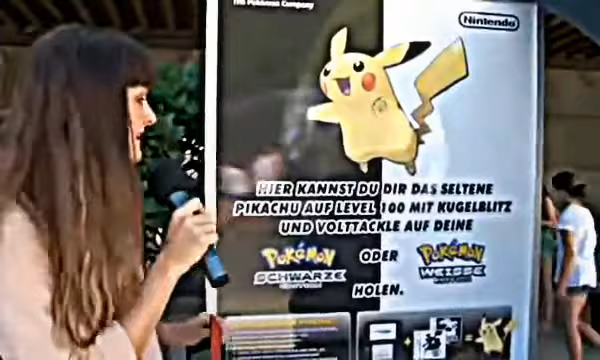 The Pokémon Company
Nintendo
HIER KANNST DU DIR DAS SELTENE
PIKACHU AUF LEVEL 100 MIT KUGELBLITZ
UND VOLTTACKLE AUF DEINE
POKéMON SCHWARZE ODER POKéMON WEISSE
HOLEN.